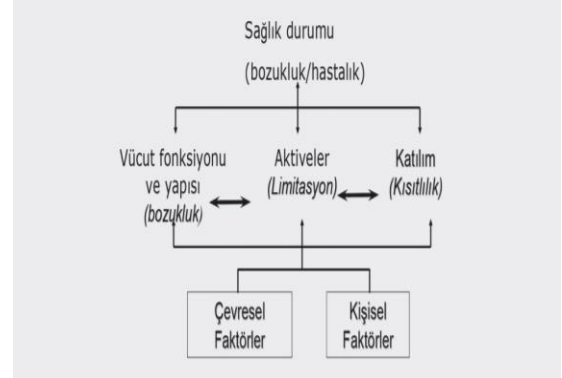 Sağlık durumu
(bozukluk/hastalık)
Vücut fonksiyonu
ve yapısı
(bozukluk)
Aktiveler
(Limitasyon)
Katılım
(Kısıtlılık)
Çevresel
Faktörler
Kişisel
Faktörler